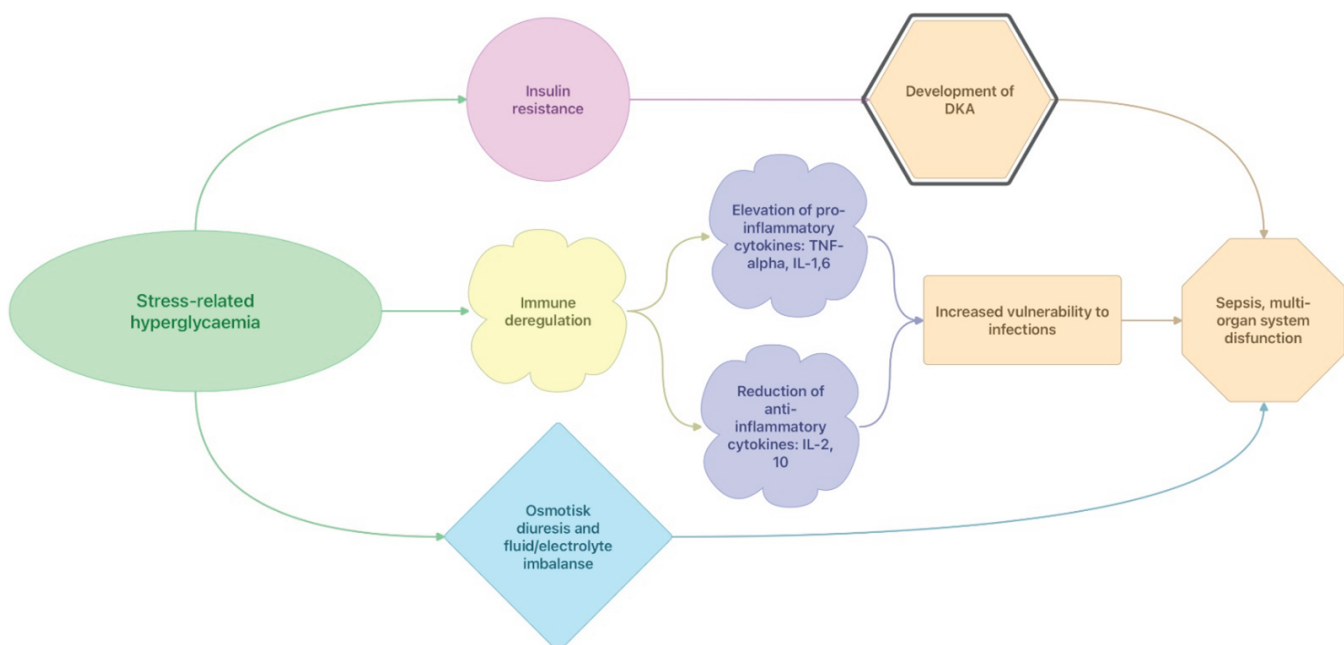 Insulin
resistance
Development of
DKA
Elevation of pro-
inflammatory
cytokines: TNF-
alpha, IL-1,6
Stress-related
hyperglycaemia
Immune
deregulation
Increased vulnerability to
infections
Sepsis, multi-
organ system
disfunction
Reduction of
anti-
inflammatory
cytokines: IL-2,
10
Osmotisk
diuresis and
fluid/electrolyte
imbalanse